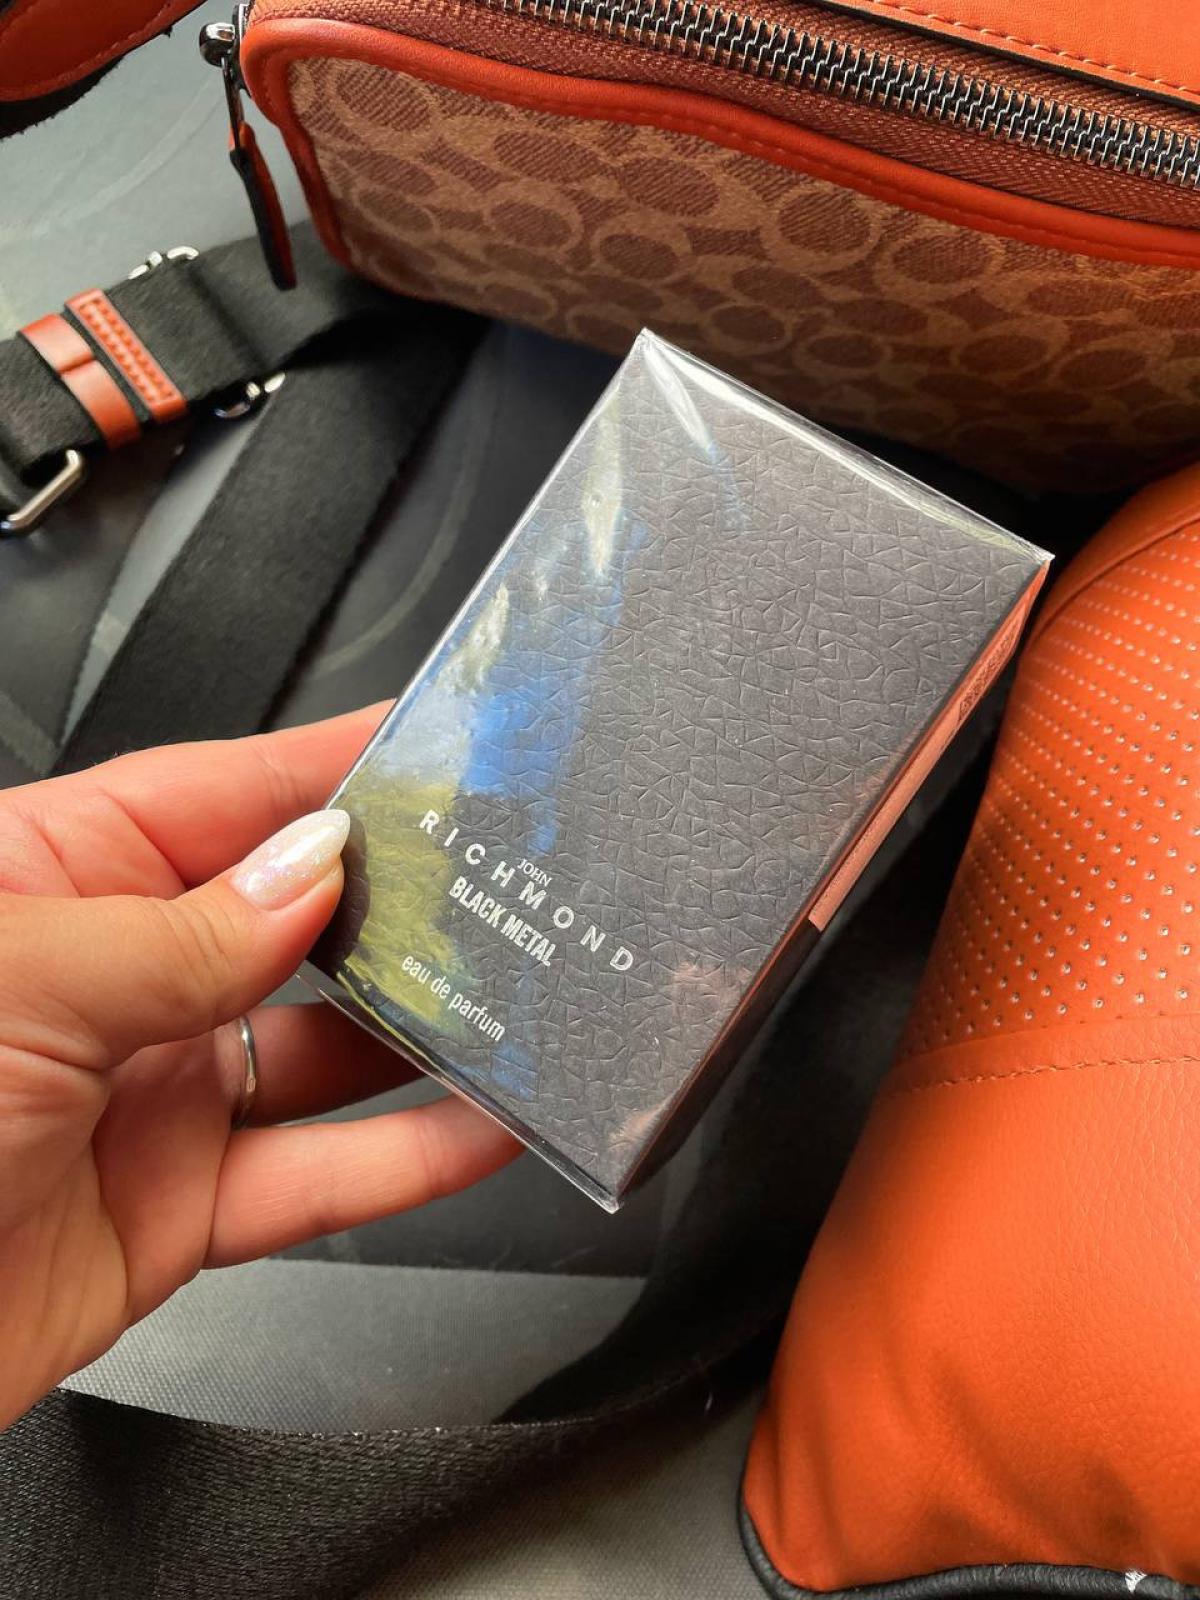 JOHN
RICHMOND
BLACK METAL
eau de parfum